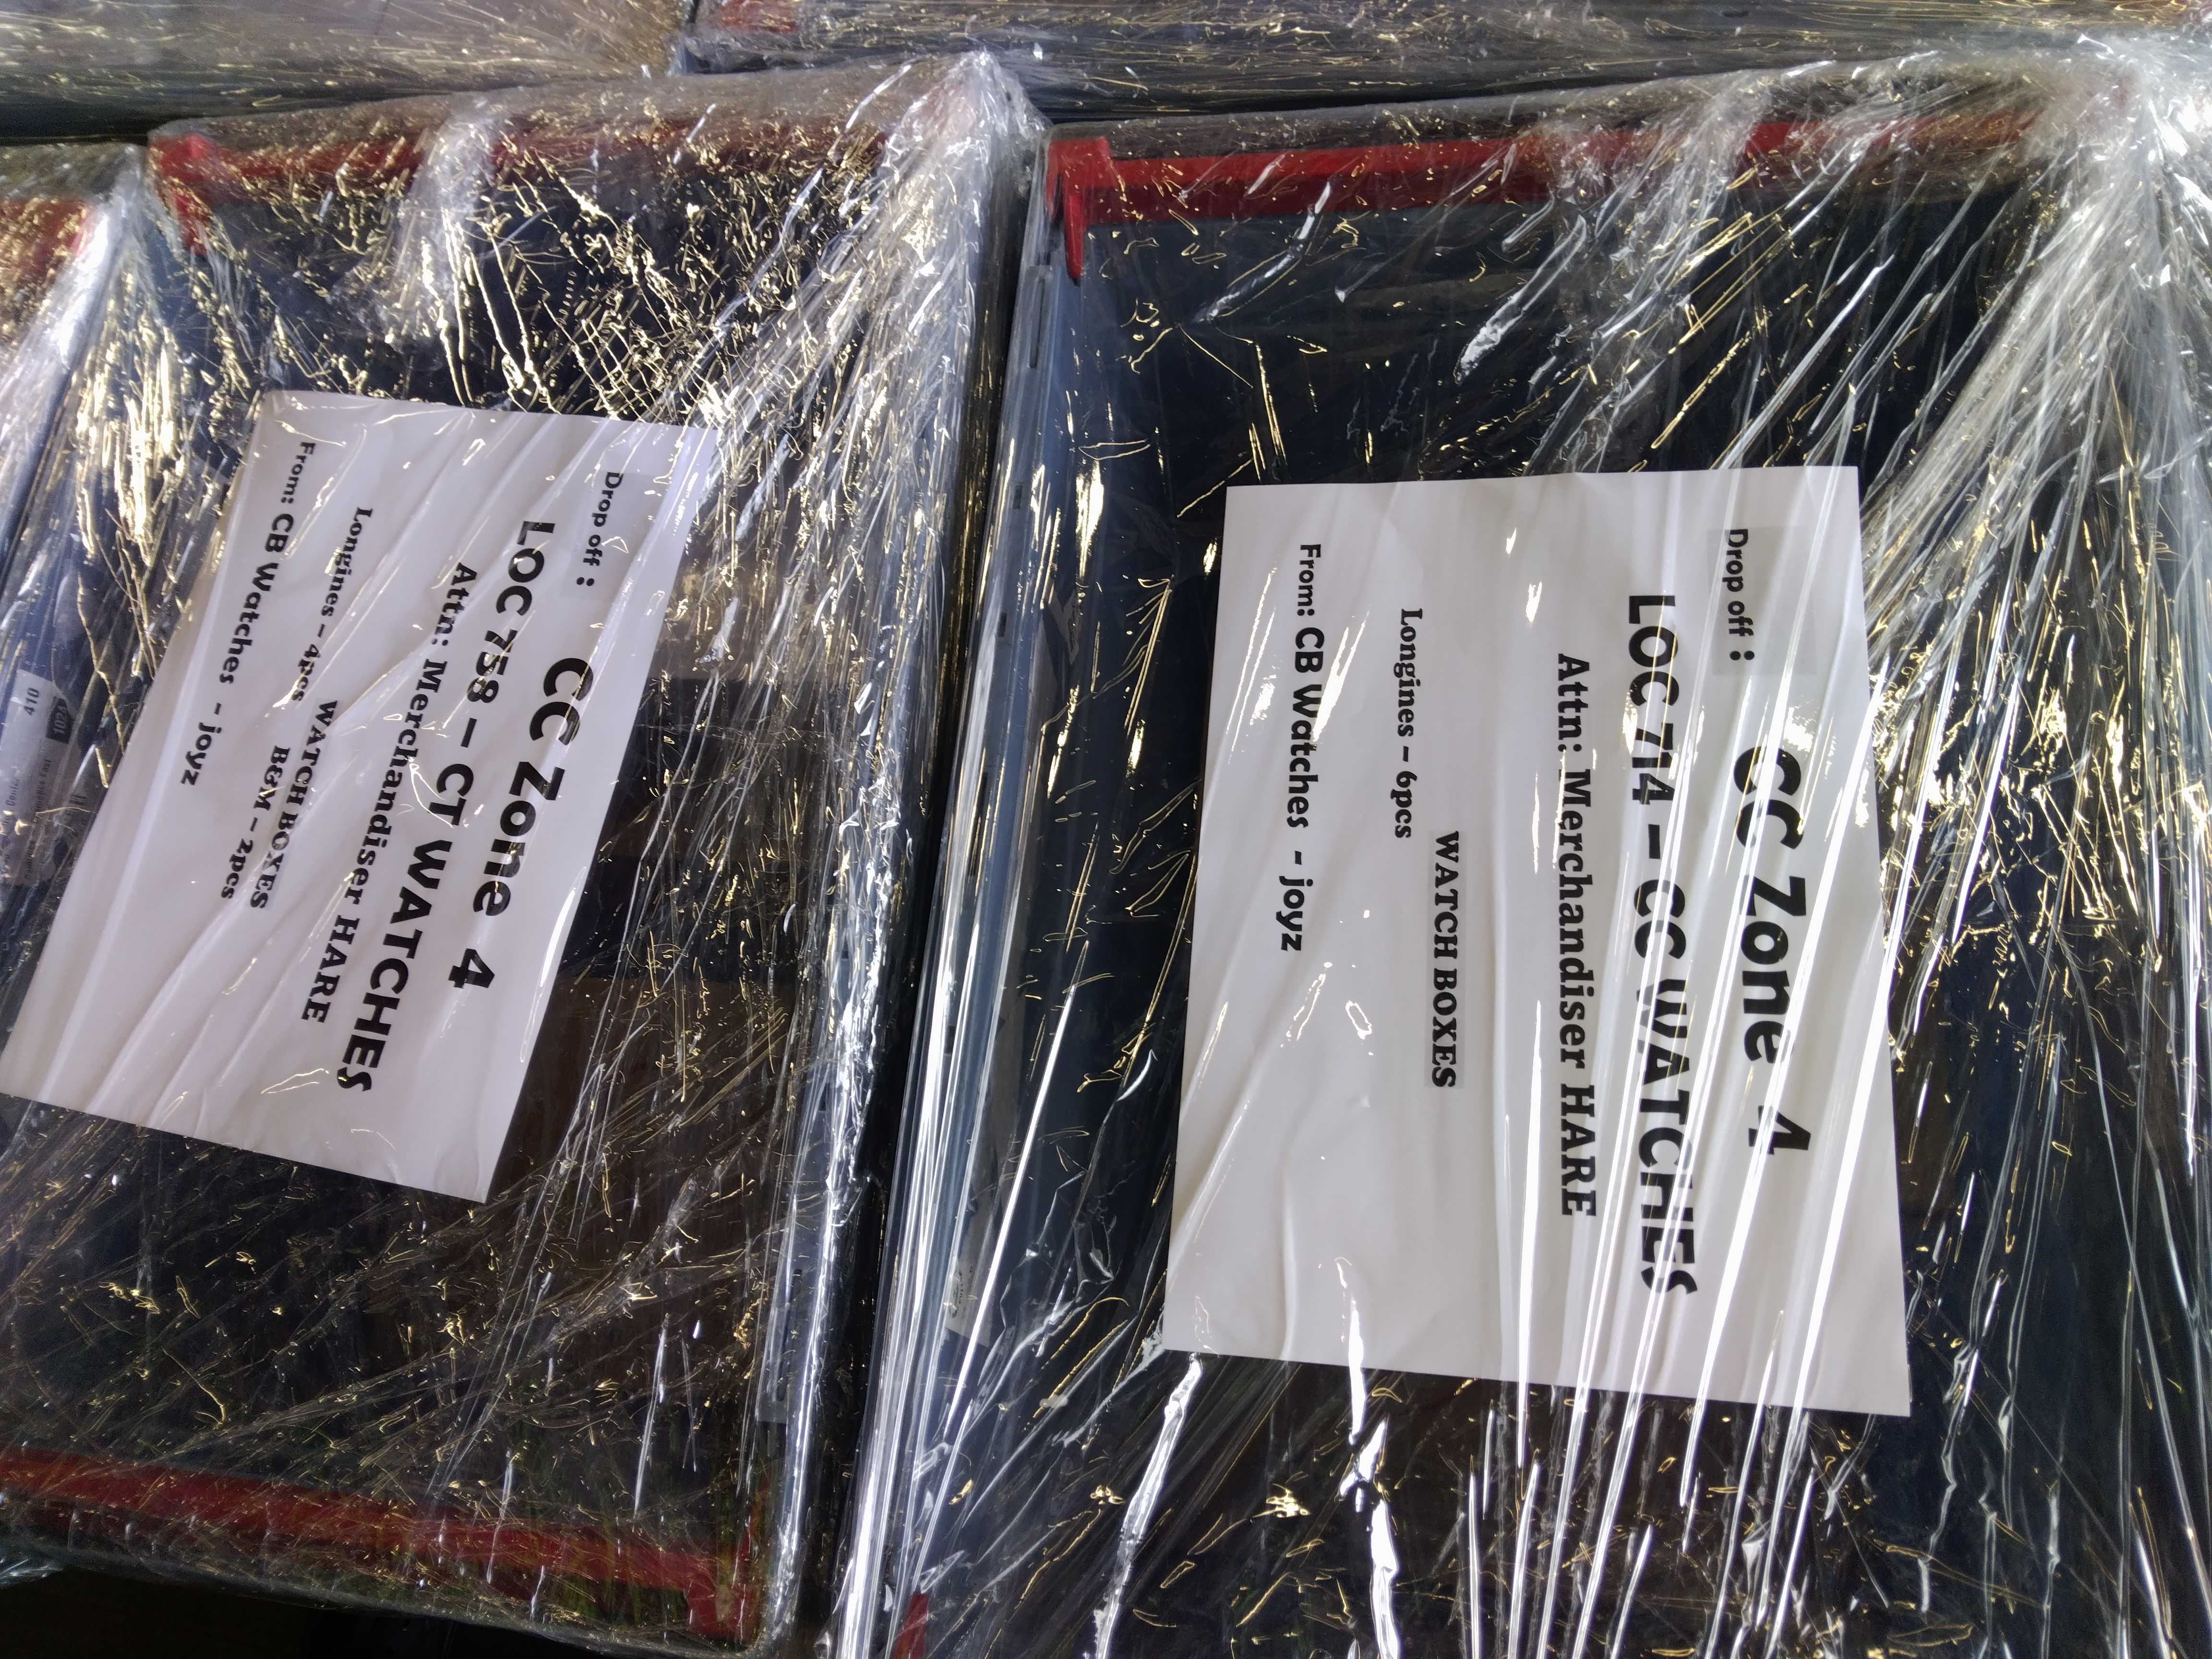 Drop off :
CC Zone 4
LOC 758 – CT WATCHES
Attn: Merchandiser HARE
WATCH BOXES
Longines – 4pcs B&M – 2pcs
From: CB Watches - joyz
410
Drop off :
CC Zone 4
LOC 714 – CC WATCHES
Attn: Merchandiser HARE
WATCH BOXES
Longines – 6pcs
From: CB Watches - joyz